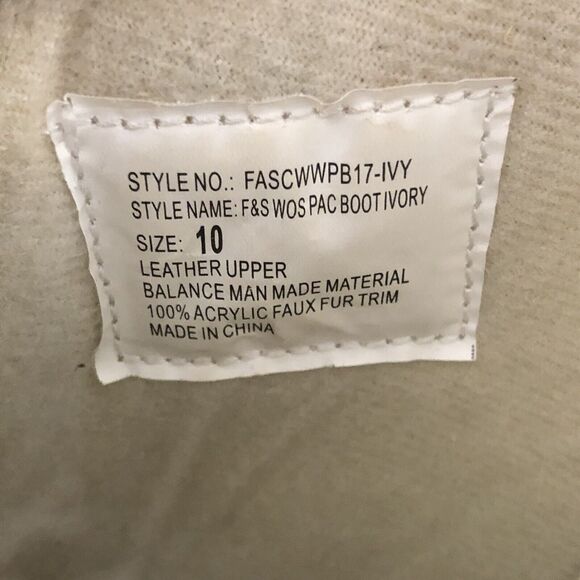 STYLE NO.: FASCWWPB17-IVY
STYLE NAME: F&S WOS PAC BOOT IVORY
SIZE: 10
LEATHER UPPER
BALANCE MAN MADE MATERIAL
100% ACRYLIC FAUX FUR TRIM
MADE IN CHINA